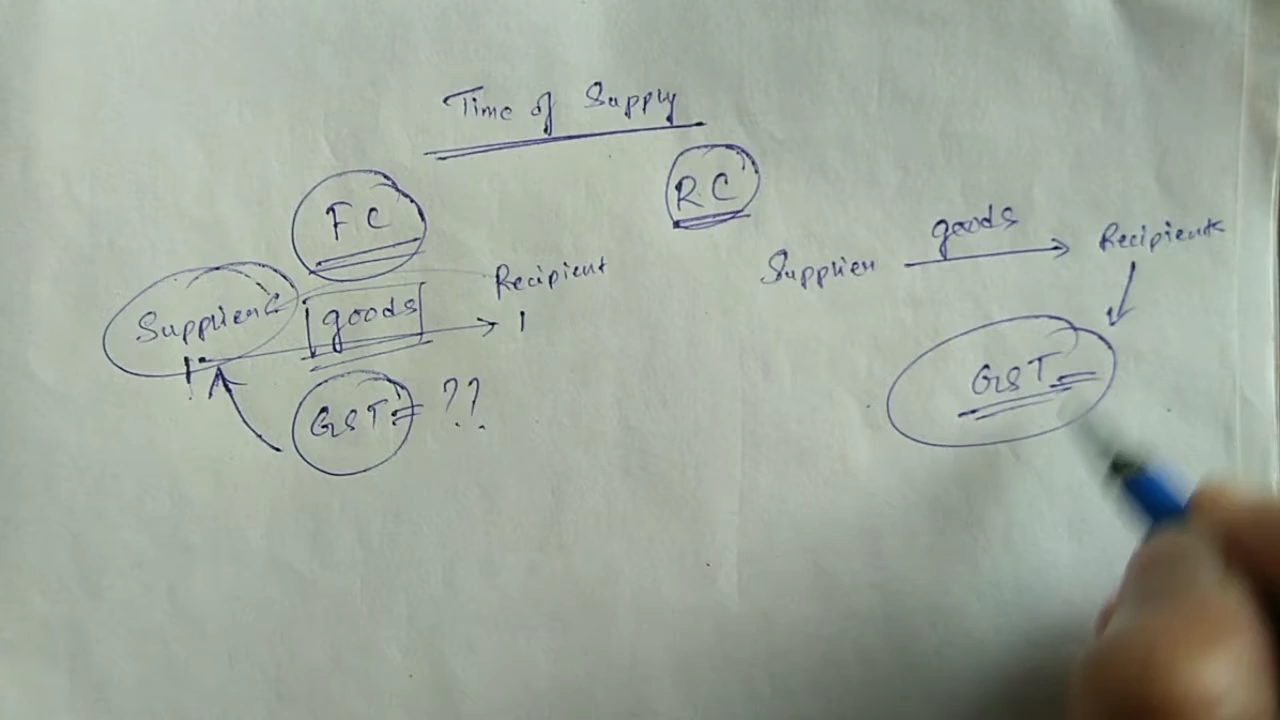 Time of Supply
FC
RC
Supplier
goods
Recipient
GST = ??
Supplier
goods
Recipient
GST